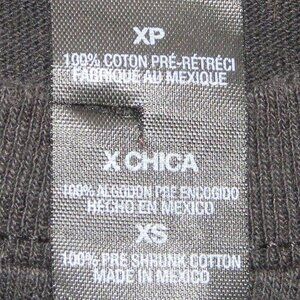 XP
100% COTON PRÉ-RÉTRÉCI
FABRIQUÉ AU MEXIQUE
X CHICA
100% ALGODON PRE ENCOGIDO
HECHO EN MEXICO
XS
100% PRE SHRUNK COTTON
MADE IN MEXICO